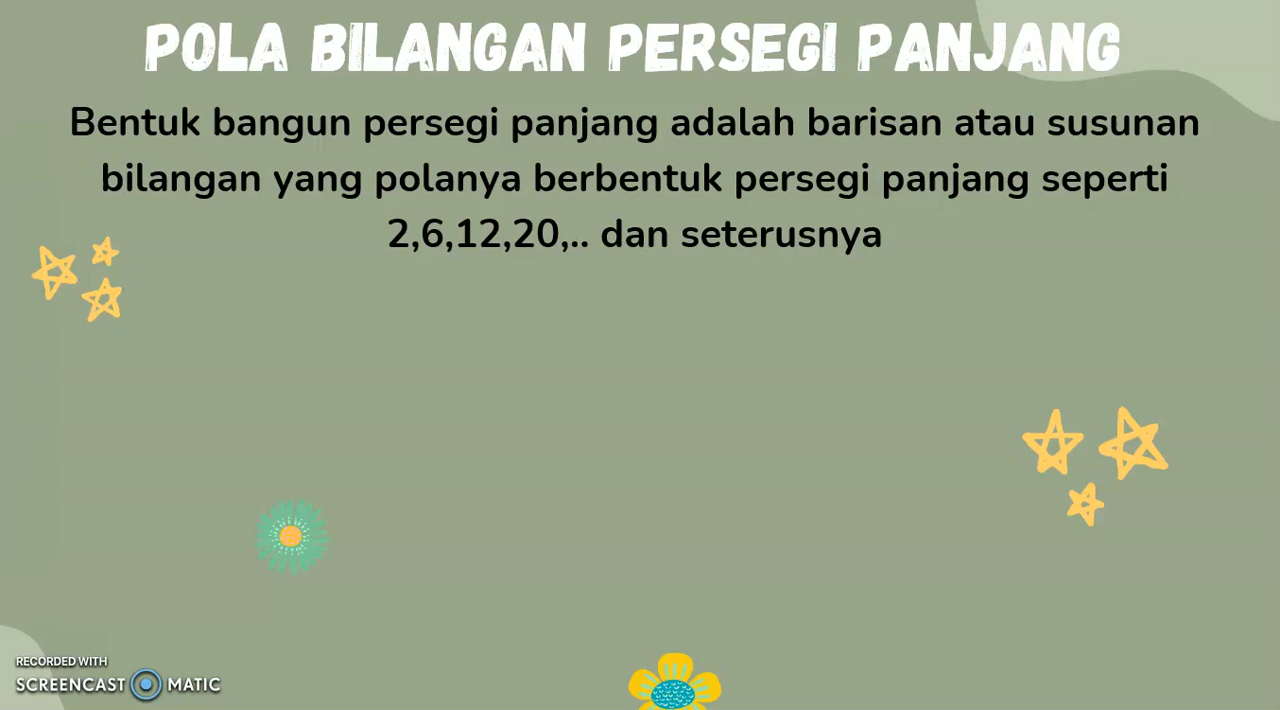 POLA BILANGAN PERSEGI PANJANG
Bentuk bangun persegi panjang adalah barisan atau susunan
bilangan yang polanya berbentuk persegi panjang seperti
2,6,12,20,.. dan seterusnya
RECORDED WITH
SCREENCAST MATIC